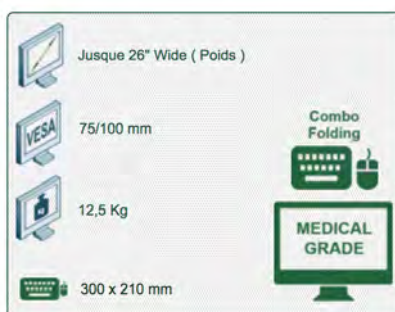 Jusque 26" Wide ( Poids )
VESA
75/100 mm
12,5 Kg
300 x 210 mm
Combo
Folding
MEDICAL
GRADE